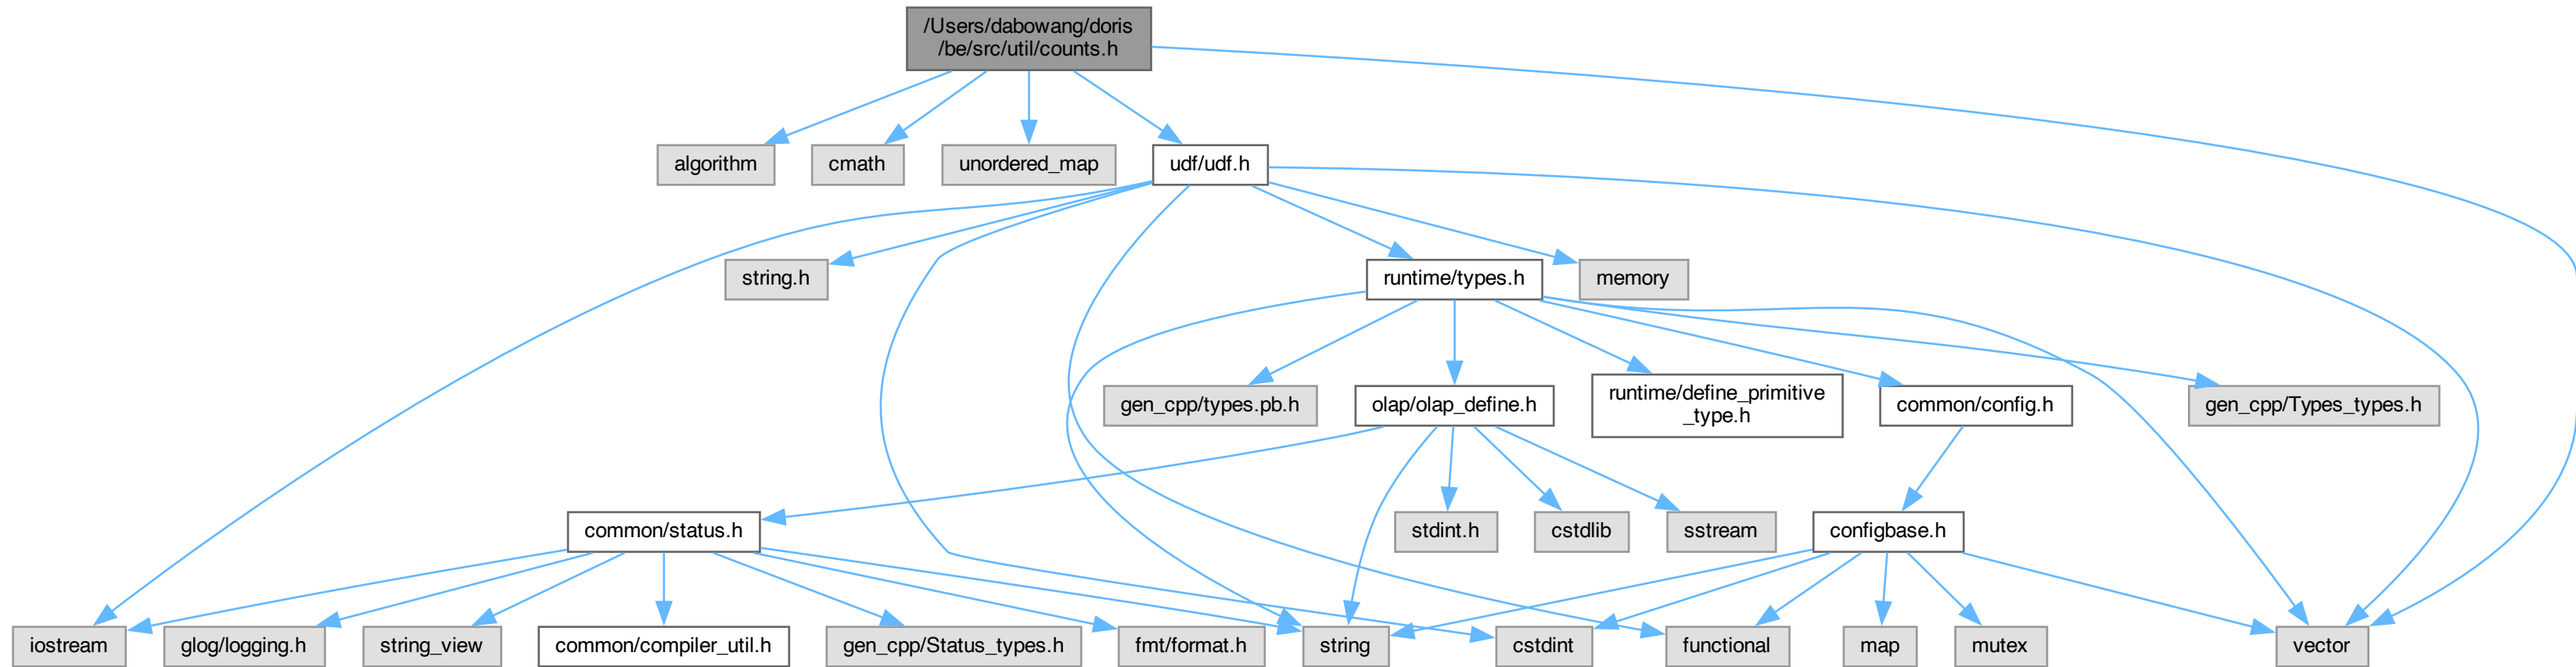 /Users/dabowang/doris
/be/src/util/counts.h
algorithm
cmath
unordered_map
udf/udf.h
string.h
runtime/types.h
memory
gen_cpp/types.pb.h
olap/olap_define.h
runtime/define_primitive
_type.h
common/config.h
gen_cpp/Types_types.h
common/status.h
stdint.h
cstdlib
sstream
configbase.h
iostream
glog/logging.h
string_view
common/compiler_util.h
gen_cpp/Status_types.h
fmt/format.h
string
cstdint
functional
map
mutex
vector